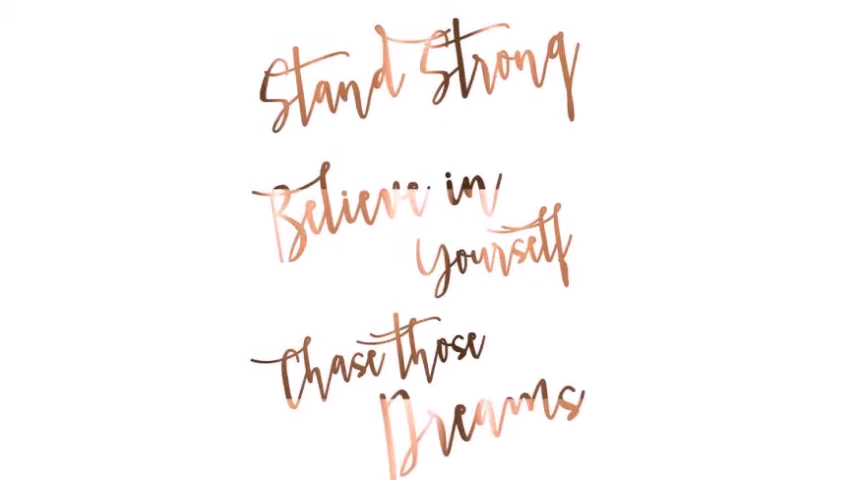 Stand Strong
Believe in
Yourself
Chase those
Dreams